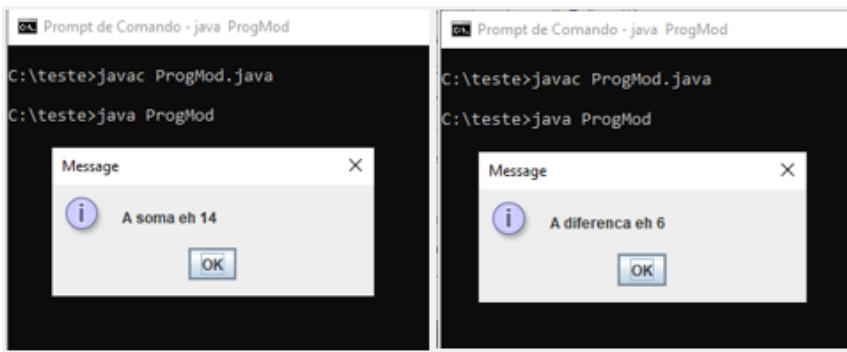 Prompt de Comando - java ProgMod
C:\teste>javac ProgMod.java
C:\teste>java ProgMod
Message
A soma eh 14
OK
Prompt de Comando - java ProgMod
C:\teste>javac ProgMod.java
C:\teste>java ProgMod
Message
A diferenca eh 6
OK